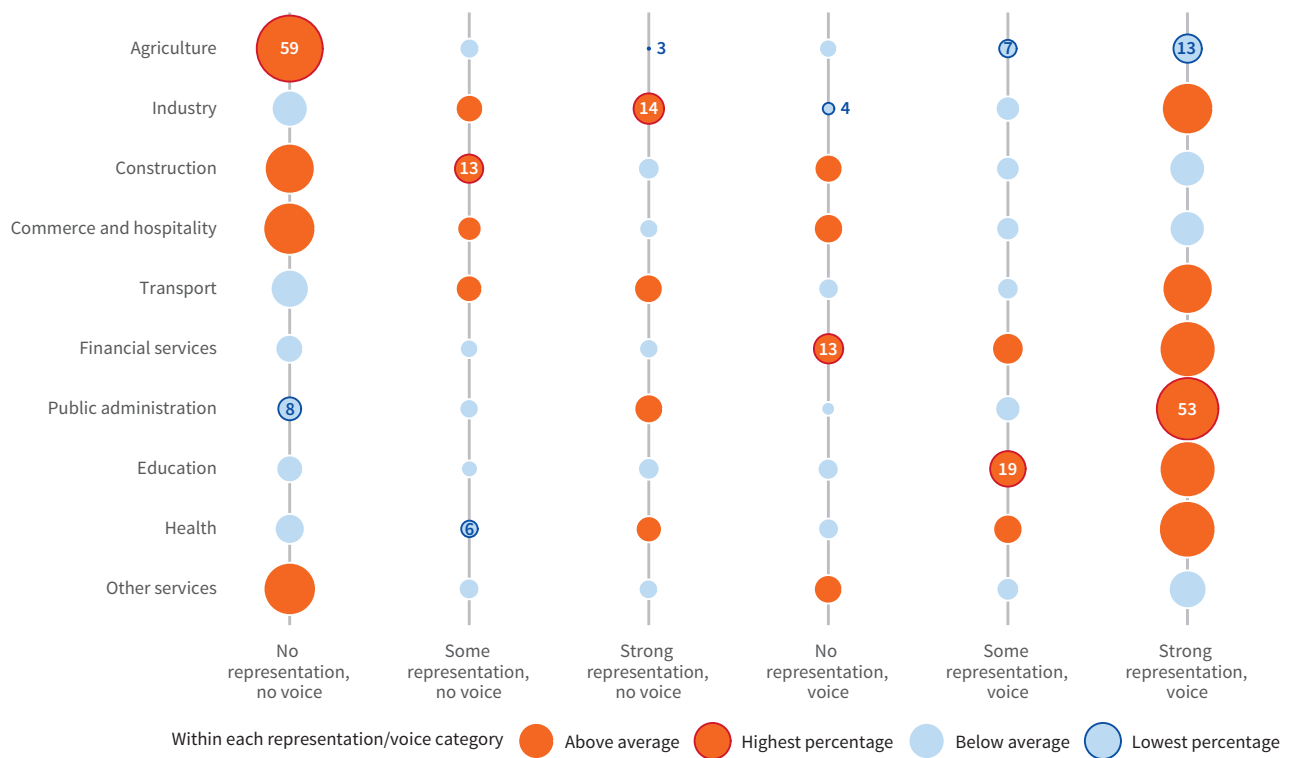 Agriculture 59 3 7 13
Industry 14 4
Construction 13
Commerce and hospitality
Transport
Financial services 13
Public administration 8 53
Education 19
Health 6
Other services
No representation, no voice
Some representation, no voice
Strong representation, no voice
No representation, voice
Some representation, voice
Strong representation, voice
Within each representation/voice category Above average Highest percentage Below average Lowest percentage